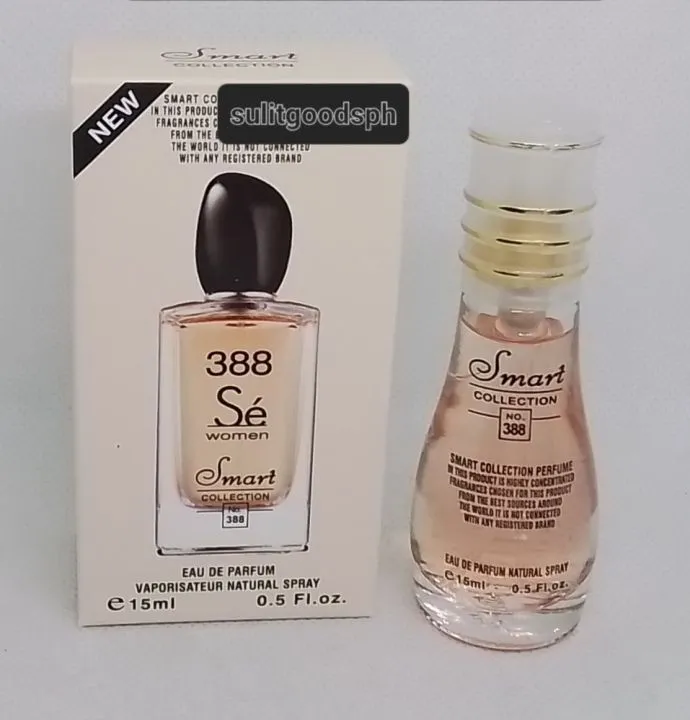 Smart
COLLECTION
NEW
SMART CO
IN THIS PRODUC
FRAGRANCES C
FROM THE
THE WORLD IT IS NOT CONNECTED
WITH ANY REGISTERED BRAND
sulitgoodsph
388
Sé
women
Smart
COLLECTION
No.
388
EAU DE PARFUM
VAPORISATEUR NATURAL SPRAY
e 15ml 0.5 Fl.oz.
Smart
COLLECTION
NO.
388
SMART COLLECTION PERFUME
IN THIS PRODUCT IS HIGHLY CONCENTRATED
FRAGRANCES CHOSEN FOR THIS PRODUCT
FROM THE BEST SOURCES AROUND
THE WORLD IT IS NOT CONNECTED
WITH ANY REGISTERED BRAND
EAU DE PARFUM NATURAL SPRAY
e 15ml 0.5 Fl.oz.